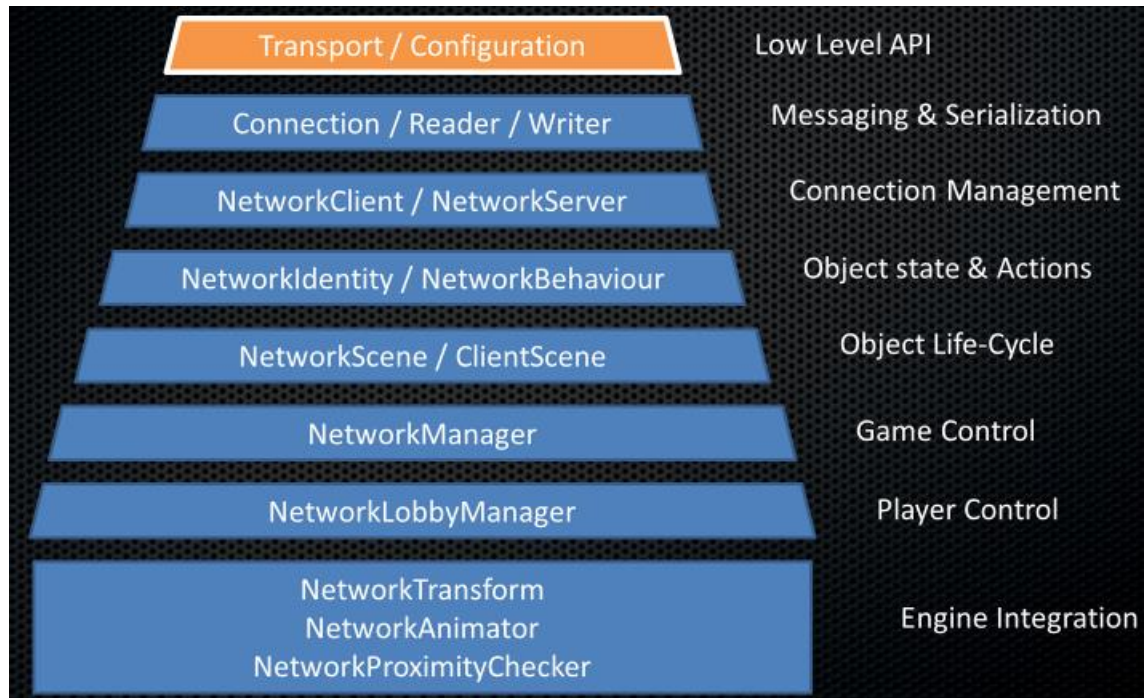 Transport / Configuration
Low Level API
Connection / Reader / Writer
Messaging & Serialization
NetworkClient / NetworkServer
Connection Management
NetworkIdentity / NetworkBehaviour
Object state & Actions
NetworkScene / ClientScene
Object Life-Cycle
NetworkManager
Game Control
NetworkLobbyManager
Player Control
NetworkTransform
NetworkAnimator
NetworkProximityChecker
Engine Integration